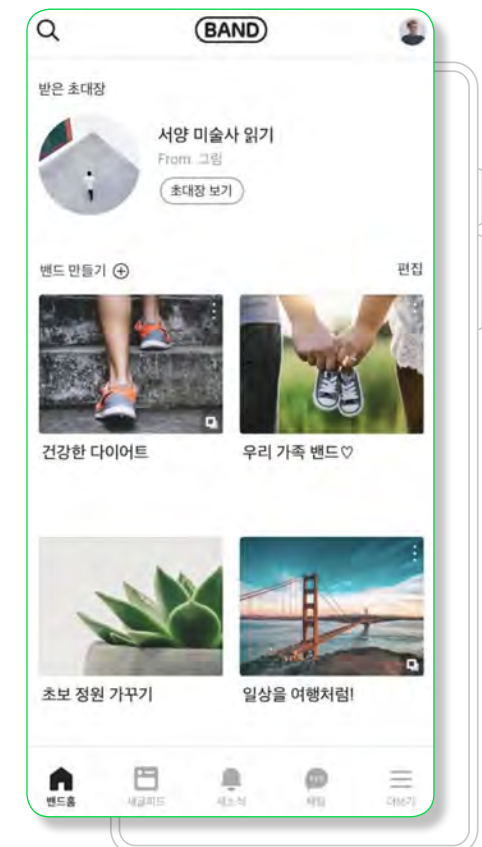 BAND
받은 초대장
서양 미술사 읽기
From. 그림
초대장 보기
밴드 만들기
편집
건강한 다이어트
우리 가족 밴드♡
초보 정원 가꾸기
일상을 여행처럼!
밴드홈
새글피드
새소식
채팅
더보기